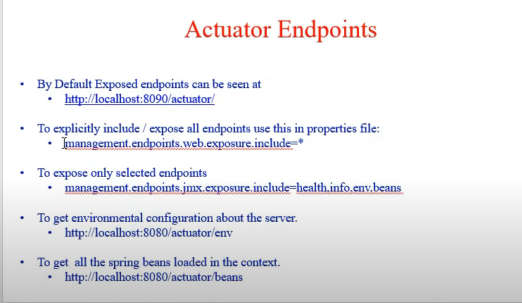 Actuator Endpoints
By Default Exposed endpoints can be seen at
http://localhost:8090/actuator/
To explicitly include / expose all endpoints use this in properties file:
management.endpoints.web.exposure.include=*
To expose only selected endpoints
management.endpoints.jmx.exposure.include=health,info,env,beans
To get environmental configuration about the server.
http://localhost:8080/actuator/env
To get all the spring beans loaded in the context.
http://localhost:8080/actuator/beans